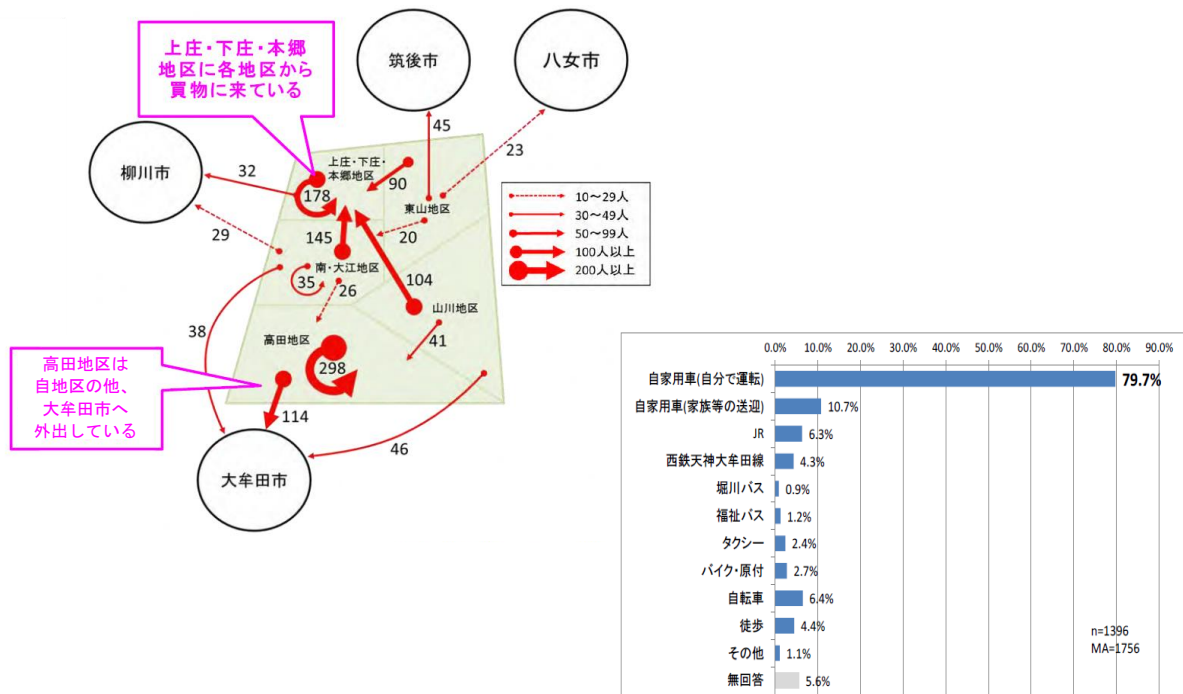 上庄・下庄・本郷
地区に各地区から
買物に来ている
筑後市
八女市
柳川市
45
23
32
上庄・下庄・
本郷地区
90
178
東山地区
20
29
145
南・大江地区
35
26
104
山川地区
41
38
高田地区
298
高田地区は
自地区の他、
大牟田市へ
外出している
114
46
大牟田市
10～29人
30～49人
50～99人
100人以上
200人以上
0.0% 10.0% 20.0% 30.0% 40.0% 50.0% 60.0% 70.0% 80.0% 90.0%
自家用車(自分で運転) 79.7%
自家用車(家族等の送迎) 10.7%
JR 6.3%
西鉄天神大牟田線 4.3%
堀川バス 0.9%
福祉バス 1.2%
タクシー 2.4%
バイク・原付 2.7%
自転車 6.4%
徒歩 4.4%
その他 1.1%
無回答 5.6%
n=1396
MA=1756